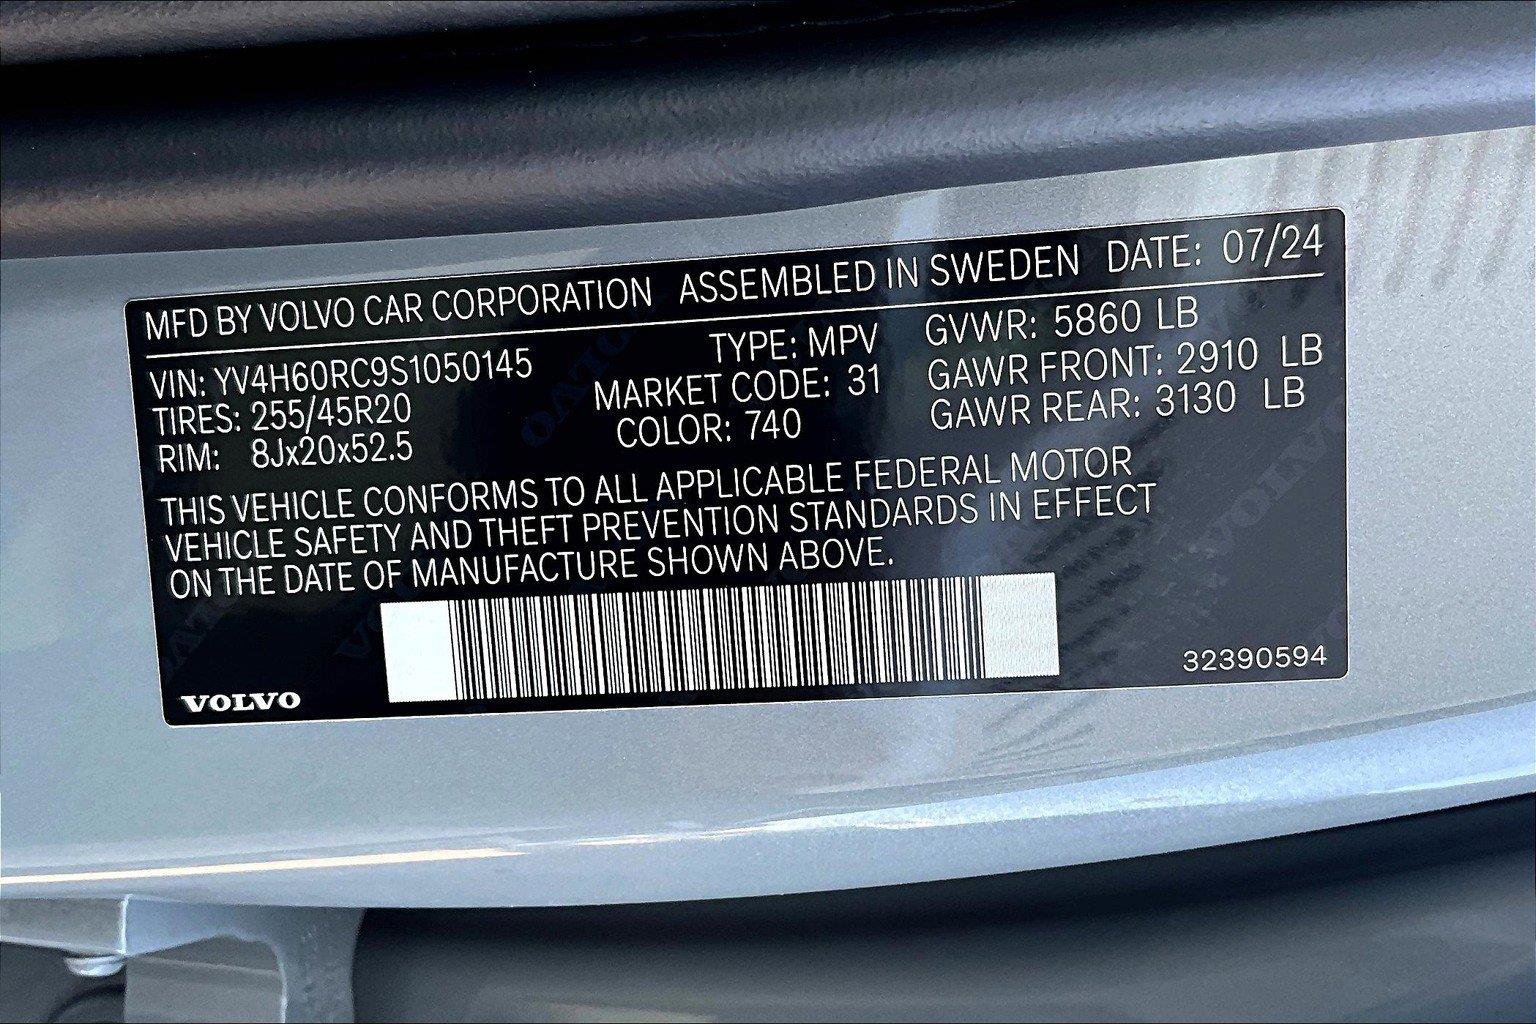 MFD BY VOLVO CAR CORPORATION ASSEMBLED IN SWEDEN DATE: 07/24
VIN: YV4H60RC9S1050145 TYPE: MPV GVWR: 5860 LB
TIRES: 255/45R20 MARKET CODE: 31 GAWR FRONT: 2910 LB
RIM: 8Jx20x52.5 COLOR: 740 GAWR REAR: 3130 LB
THIS VEHICLE CONFORMS TO ALL APPLICABLE FEDERAL MOTOR
VEHICLE SAFETY AND THEFT PREVENTION STANDARDS IN EFFECT
ON THE DATE OF MANUFACTURE SHOWN ABOVE.
VOLVO 32390594